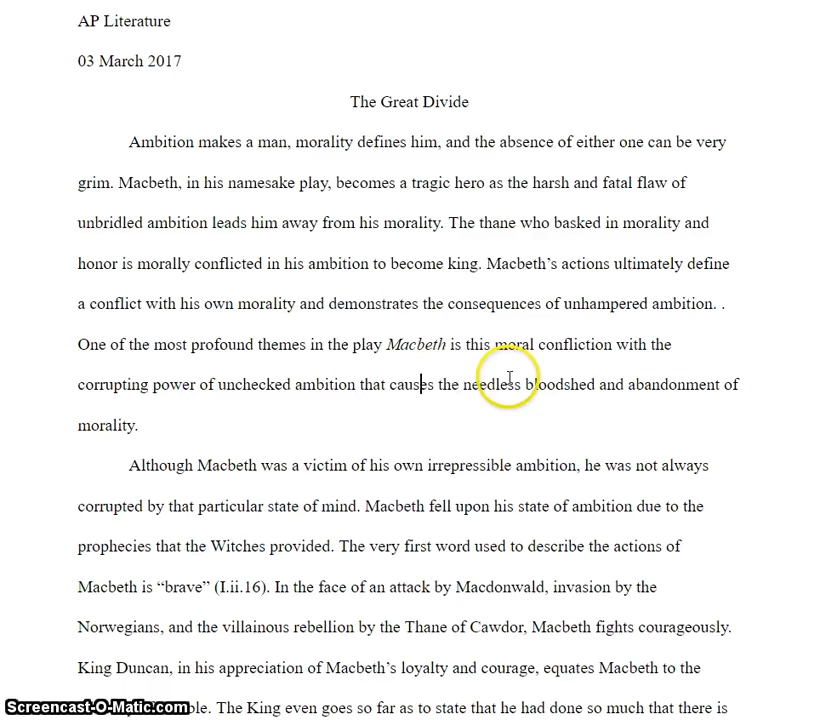 AP Literature
03 March 2017
The Great Divide
Ambition makes a man, morality defines him, and the absence of either one can be very
grim. Macbeth, in his namesake play, becomes a tragic hero as the harsh and fatal flaw of
unbridled ambition leads him away from his morality. The thane who basked in morality and
honor is morally conflicted in his ambition to become king. Macbeth’s actions ultimately define
a conflict with his own morality and demonstrates the consequences of unhampered ambition. .
One of the most profound themes in the play Macbeth is this moral confliction with the
corrupting power of unchecked ambition that causes the needless bloodshed and abandonment of
morality.
Although Macbeth was a victim of his own irrepressible ambition, he was not always
corrupted by that particular state of mind. Macbeth fell upon his state of ambition due to the
prophecies that the Witches provided. The very first word used to describe the actions of
Macbeth is “brave” (I.ii.16). In the face of an attack by Macdonwald, invasion by the
Norwegians, and the villainous rebellion by the Thane of Cawdor, Macbeth fights courageously.
King Duncan, in his appreciation of Macbeth’s loyalty and courage, equates Macbeth to the
The King even goes so far as to state that he had done so much that there is
Screencast-O-Matic.com